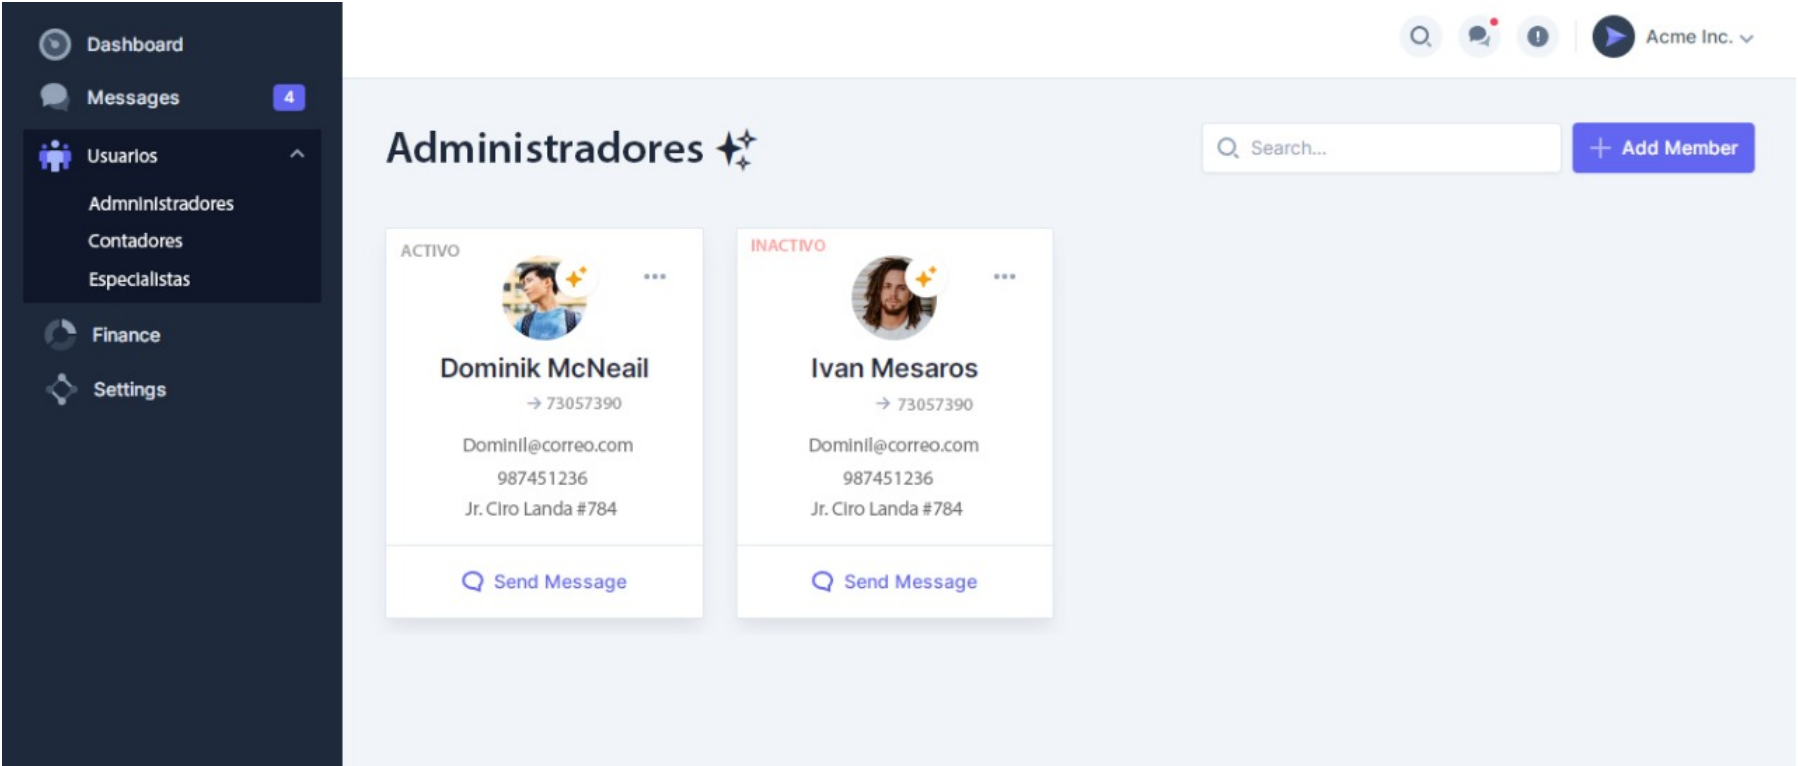 Dashboard
Messages 4
Usuarios
Admninistradores
Contadores
Especialistas
Finance
Settings
Acme Inc.
Administradores
Search...
Add Member
ACTIVO
Dominik McNeail
73057390
Dominil@correo.com
987451236
Jr. Ciro Landa #784
Send Message
INACTIVO
Ivan Mesaros
73057390
Dominil@correo.com
987451236
Jr. Ciro Landa #784
Send Message